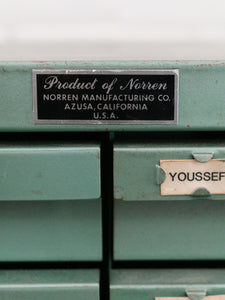 Product of Norren
NORREN MANUFACTURING CO.
AZUSA, CALIFORNIA
U.S.A.
YOUSSEF